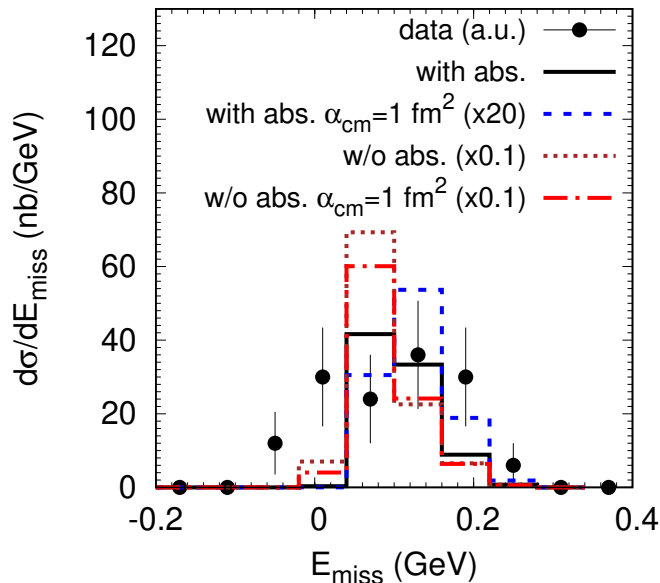 data (a.u.)
with abs.
with abs. α_cm=1 fm² (x20)
w/o abs. (x0.1)
w/o abs. α_cm=1 fm² (x0.1)
dσ/dE_miss (nb/GeV)
120
100
80
60
40
20
0
-0.2
0
0.2
0.4
E_miss (GeV)